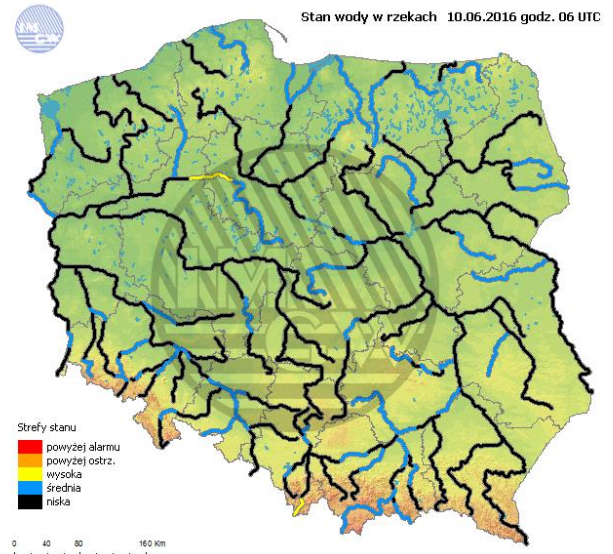 Stan wody w rzekach 10.06.2016 godz. 06 UTC
Strefy stanu
powyżej alarmu
powyżej ostrz.
wysoka
średnia
niska
0 40 80 160 Km